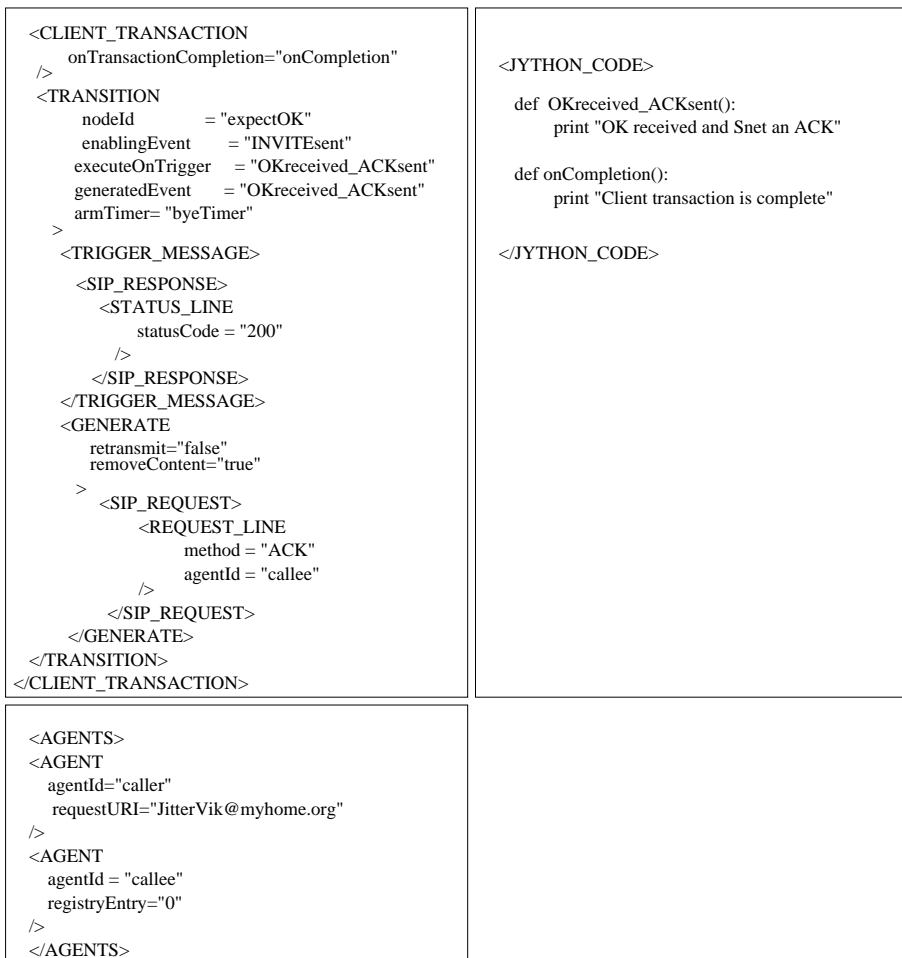 <CLIENT_TRANSACTION
onTransactionCompletion="onCompletion"
/>
<TRANSITION
nodeId = "expectOK"
enablingEvent = "INVITEsent"
executeOnTrigger = "OKreceived_ACKsent"
generatedEvent = "OKreceived_ACKsent"
armTimer= "byeTimer"
>
<TRIGGER_MESSAGE>
<SIP_RESPONSE>
<STATUS_LINE
statusCode = "200"
/>
</SIP_RESPONSE>
</TRIGGER_MESSAGE>
<GENERATE
retransmit="false"
removeContent="true"
>
<SIP_REQUEST>
<REQUEST_LINE
method = "ACK"
agentId = "callee"
/>
</SIP_REQUEST>
</GENERATE>
</TRANSITION>
</CLIENT_TRANSACTION>
<JYTHON_CODE>
def OKreceived_ACKsent():
print "OK received and Snet an ACK"
def onCompletion():
print "Client transaction is complete"
</JYTHON_CODE>
<AGENTS>
<AGENT
agentId="caller"
requestURI="JitterVik@myhome.org"
/>
<AGENT
agentId = "callee"
registryEntry="0"
/>
</AGENTS>